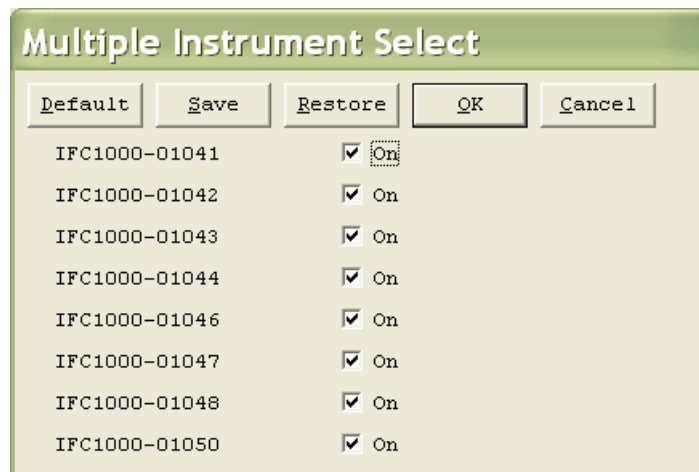 Multiple Instrument Select
Default Save Restore OK Cancel
IFC1000-01041 On
IFC1000-01042 On
IFC1000-01043 On
IFC1000-01044 On
IFC1000-01046 On
IFC1000-01047 On
IFC1000-01048 On
IFC1000-01050 On